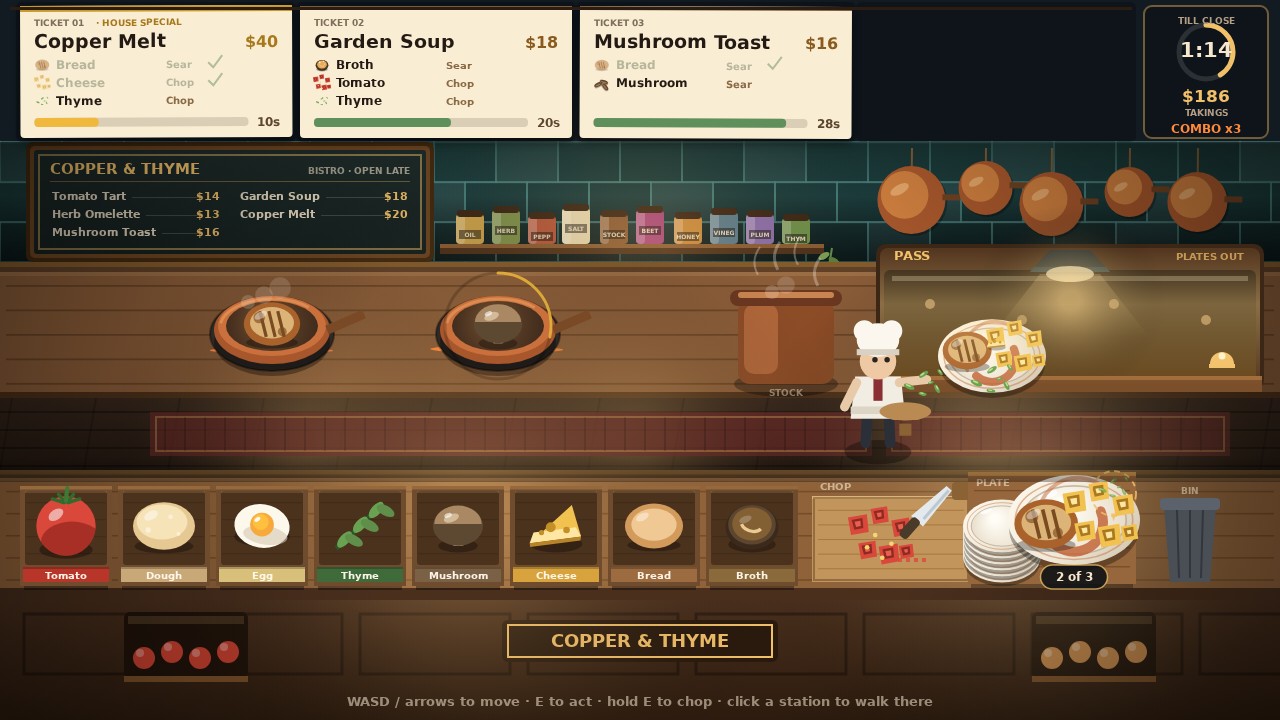 TICKET 01 · HOUSE SPECIAL
Copper Melt $40
Bread Sear
Cheese Chop
Thyme Chop
10s
TICKET 02
Garden Soup $18
Broth Sear
Tomato Chop
Thyme Chop
20s
TICKET 03
Mushroom Toast $16
Bread Sear
Mushroom Sear
28s
TILL CLOSE
1:14
$186
TAKINGS
COMBO x3
COPPER & THYME BISTRO · OPEN LATE
Tomato Tart $14 Garden Soup $18
Herb Omelette $13 Copper Melt $20
Mushroom Toast $16
OIL HERB PEPP SALT STOCK BEET HONEY VINEG PLUM THYM
PASS PLATES OUT
STOCK
CHOP PLATE BIN
Tomato Dough Egg Thyme Mushroom Cheese Bread Broth
2 of 3
COPPER & THYME
WASD / arrows to move · E to act · hold E to chop · click a station to walk there